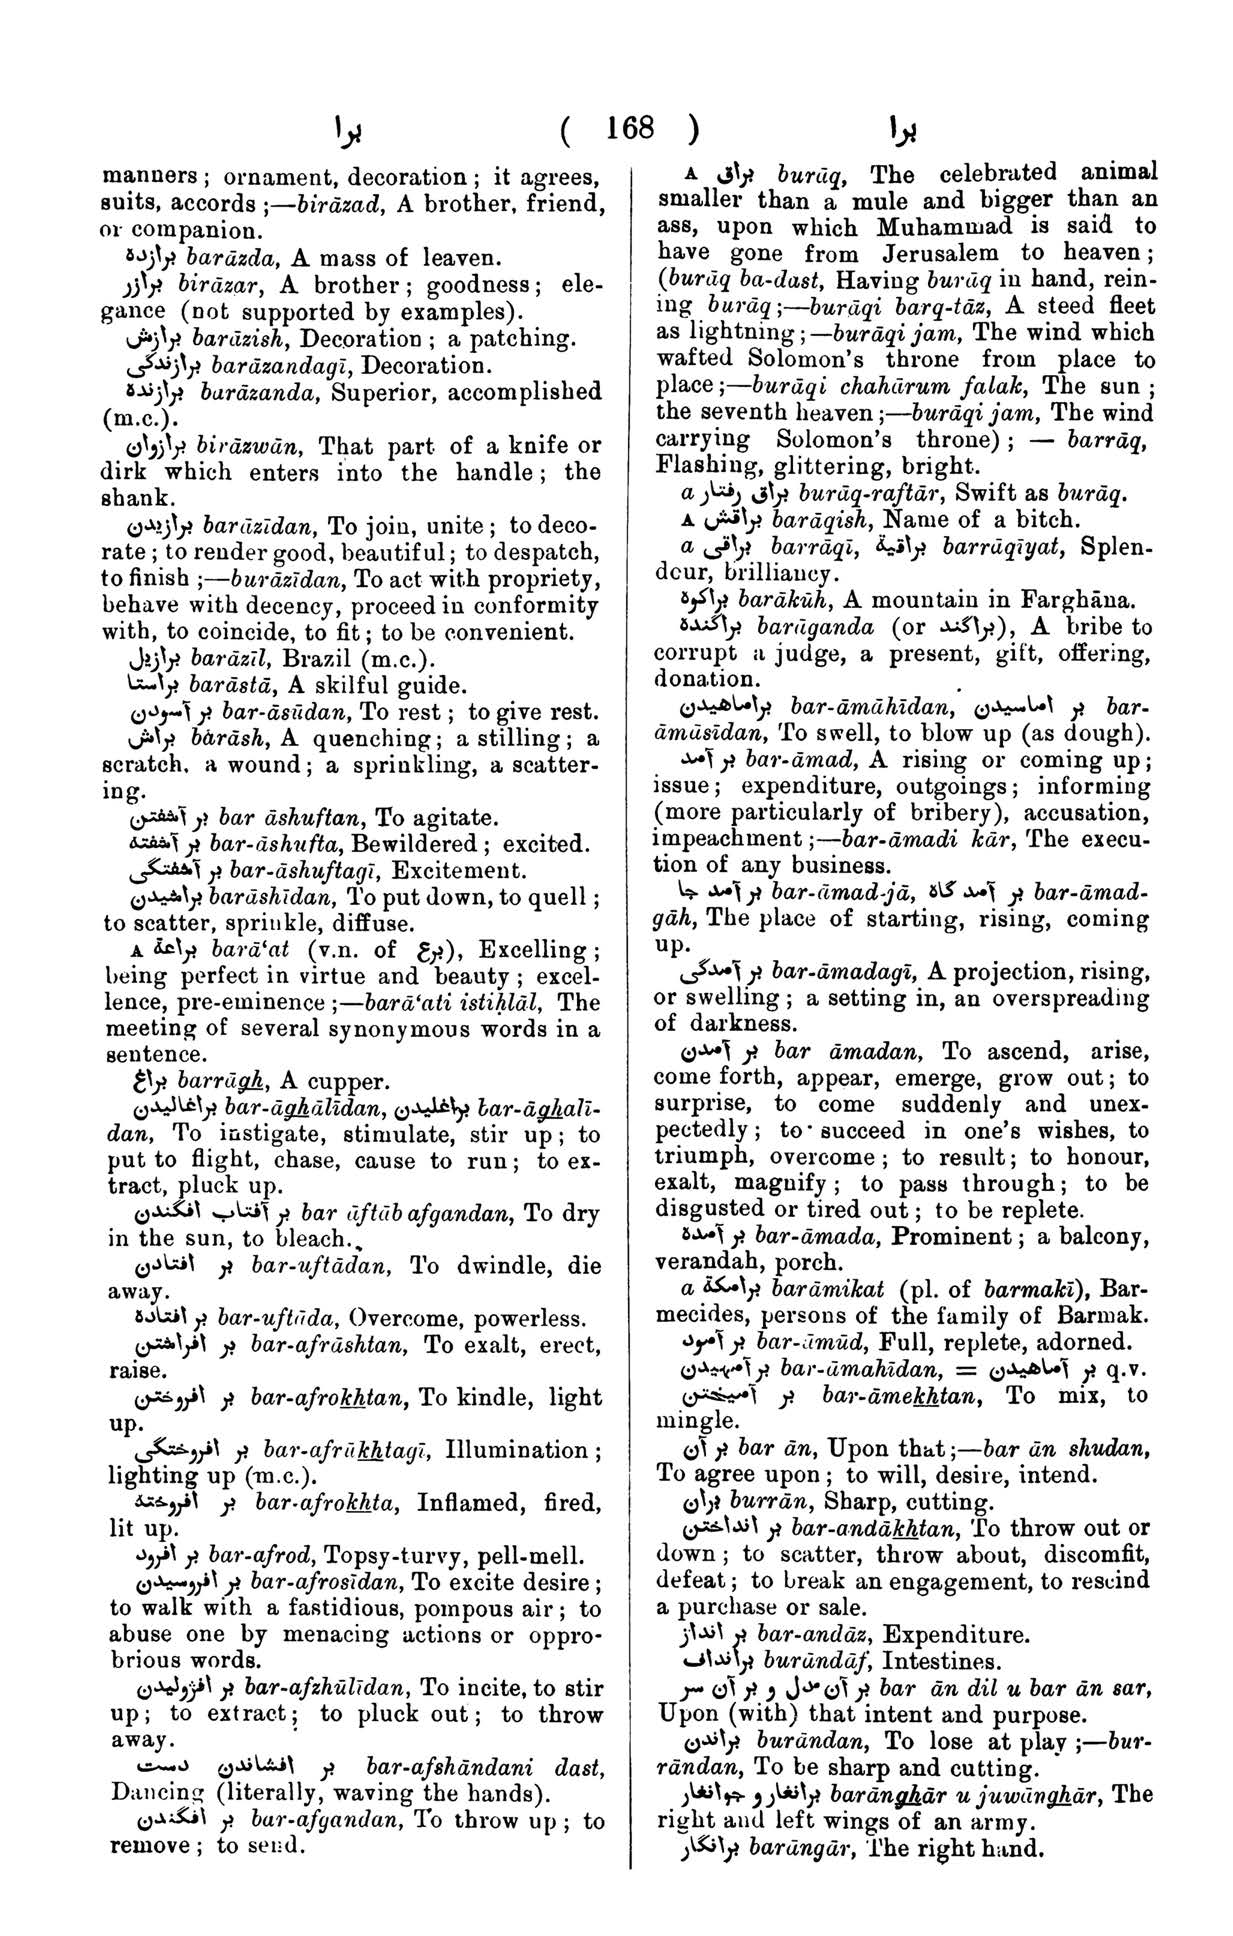 برا ( 168 ) برا
manners ; ornament, decoration ; it agrees,
suits, accords ;—birāzad, A brother, friend,
or companion.
برازده barāzda, A mass of leaven.
برازر birāzar, A brother ; goodness ; ele-
gance (not supported by examples).
برازش barāzish, Decoration ; a patching.
برازندگی barāzandagī, Decoration.
برازنده barāzanda, Superior, accomplished
(m.c.).
برازوان birāzwān, That part of a knife or
dirk which enters into the handle ; the
shank.
برازیدن barāzīdan, To join, unite ; to deco-
rate ; to render good, beautiful ; to despatch,
to finish ;—burāzīdan, To act with propriety,
behave with decency, proceed in conformity
with, to coincide, to fit ; to be convenient.
برازیل barāzīl, Brazil (m.c.).
براستا barāstā, A skilful guide.
بر آسودن bar-āsūdan, To rest ; to give rest.
براش barāsh, A quenching ; a stilling ; a
scratch, a wound ; a sprinkling, a scatter-
ing.
بر آشفتن bar āshuftan, To agitate.
بر آشفته bar-āshufta, Bewildered ; excited.
بر آشفتگی bar-āshuftagī, Excitement.
براشیدن barāshīdan, To put down, to quell ;
to scatter, sprinkle, diffuse.
A براعة barā‘at (v.n. of برع), Excelling ;
being perfect in virtue and beauty ; excel-
lence, pre-eminence ;—barā‘ati istiḥlāl, The
meeting of several synonymous words in a
sentence.
براغ barrāgh, A cupper.
براغالیدن bar-āghālīdan, براغلیدن bar-āghalī-
dan, To instigate, stimulate, stir up ; to
put to flight, chase, cause to run ; to ex-
tract, pluck up.
بر آفتاب افگندن bar āftāb afgandan, To dry
in the sun, to bleach.
بر افتادن bar-uftādan, To dwindle, die
away.
بر افتاده bar-uftāda, Overcome, powerless.
بر افراشتن bar-afrāshtan, To exalt, erect,
raise.
بر افروختن bar-afrokhtan, To kindle, light
up.
بر افروختگی bar-afrūkhtagī, Illumination ;
lighting up (m.c.).
بر افروخته bar-afrokhta, Inflamed, fired,
lit up.
بر افرود bar-afrod, Topsy-turvy, pell-mell.
بر افروسیدن bar-afrosīdan, To excite desire ;
to walk with a fastidious, pompous air ; to
abuse one by menacing actions or oppro-
brious words.
بر افژولیدن bar-afzhūlīdan, To incite, to stir
up ; to extract ; to pluck out ; to throw
away.
بر افشاندن دست bar-afshāndani dast,
Dancing (literally, waving the hands).
بر افگندن bar-afgandan, To throw up ; to
remove ; to send.
A براق burāq, The celebrated animal
smaller than a mule and bigger than an
ass, upon which Muhammad is said to
have gone from Jerusalem to heaven ;
(burāq ba-dast, Having burāq in hand, rein-
ing burāq ;—burāqi barq-tāz, A steed fleet
as lightning ;—burāqi jam, The wind which
wafted Solomon's throne from place to
place ;—burāqi chahārum falak, The sun ;
the seventh heaven ;—burāqi jam, The wind
carrying Solomon's throne) ; — barrāq,
Flashing, glittering, bright.
a براق رفتار burāq-raftār, Swift as burāq.
A براقش barāqish, Name of a bitch.
a براقی barrāqī, براقیة barrāqīyat, Splen-
dour, brilliancy.
براکوه barākūh, A mountain in Farghāna.
براگنده barāganda (or براگند), A bribe to
corrupt a judge, a present, gift, offering,
donation.
براماهیدن bar-āmāhīdan, بر اماسیدن bar-
āmāsīdan, To swell, to blow up (as dough).
بر آمد bar-āmad, A rising or coming up ;
issue ; expenditure, outgoings ; informing
(more particularly of bribery), accusation,
impeachment ;—bar-āmadi kār, The execu-
tion of any business.
بر آمد جا bar-āmad-jā, بر آمد گاه bar-āmad-
gāh, The place of starting, rising, coming
up.
بر آمدگی bar-āmadagī, A projection, rising,
or swelling ; a setting in, an overspreading
of darkness.
بر آمدن bar āmadan, To ascend, arise,
come forth, appear, emerge, grow out ; to
surprise, to come suddenly and unex-
pectedly ; to succeed in one's wishes, to
triumph, overcome ; to result ; to honour,
exalt, magnify ; to pass through ; to be
disgusted or tired out ; to be replete.
بر آمده bar-āmada, Prominent ; a balcony,
verandah, porch.
a برامكة barāmikat (pl. of barmakī), Bar-
mecides, persons of the family of Barmak.
بر آمود bar-āmūd, Full, replete, adorned.
بر آمهیدن bar-āmahīdan, = بر آماهیدن q.v.
بر آمیختن bar-āmekhtan, To mix, to
mingle.
بر آن bar ān, Upon that ;—bar ān shudan,
To agree upon ; to will, desire, intend.
بران burrān, Sharp, cutting.
بر انداختن bar-andākhtan, To throw out or
down ; to scatter, throw about, discomfit,
defeat ; to break an engagement, to rescind
a purchase or sale.
بر انداز bar-andāz, Expenditure.
برانداف burāndāf, Intestines.
بر آن دل و بر آن سر bar ān dil u bar ān sar,
Upon (with) that intent and purpose.
براندن burāndan, To lose at play ;—bur-
rāndan, To be sharp and cutting.
برانغار و جوانغار barānghār u juwānghār, The
right and left wings of an army.
برانگار barāngār, The right hand.